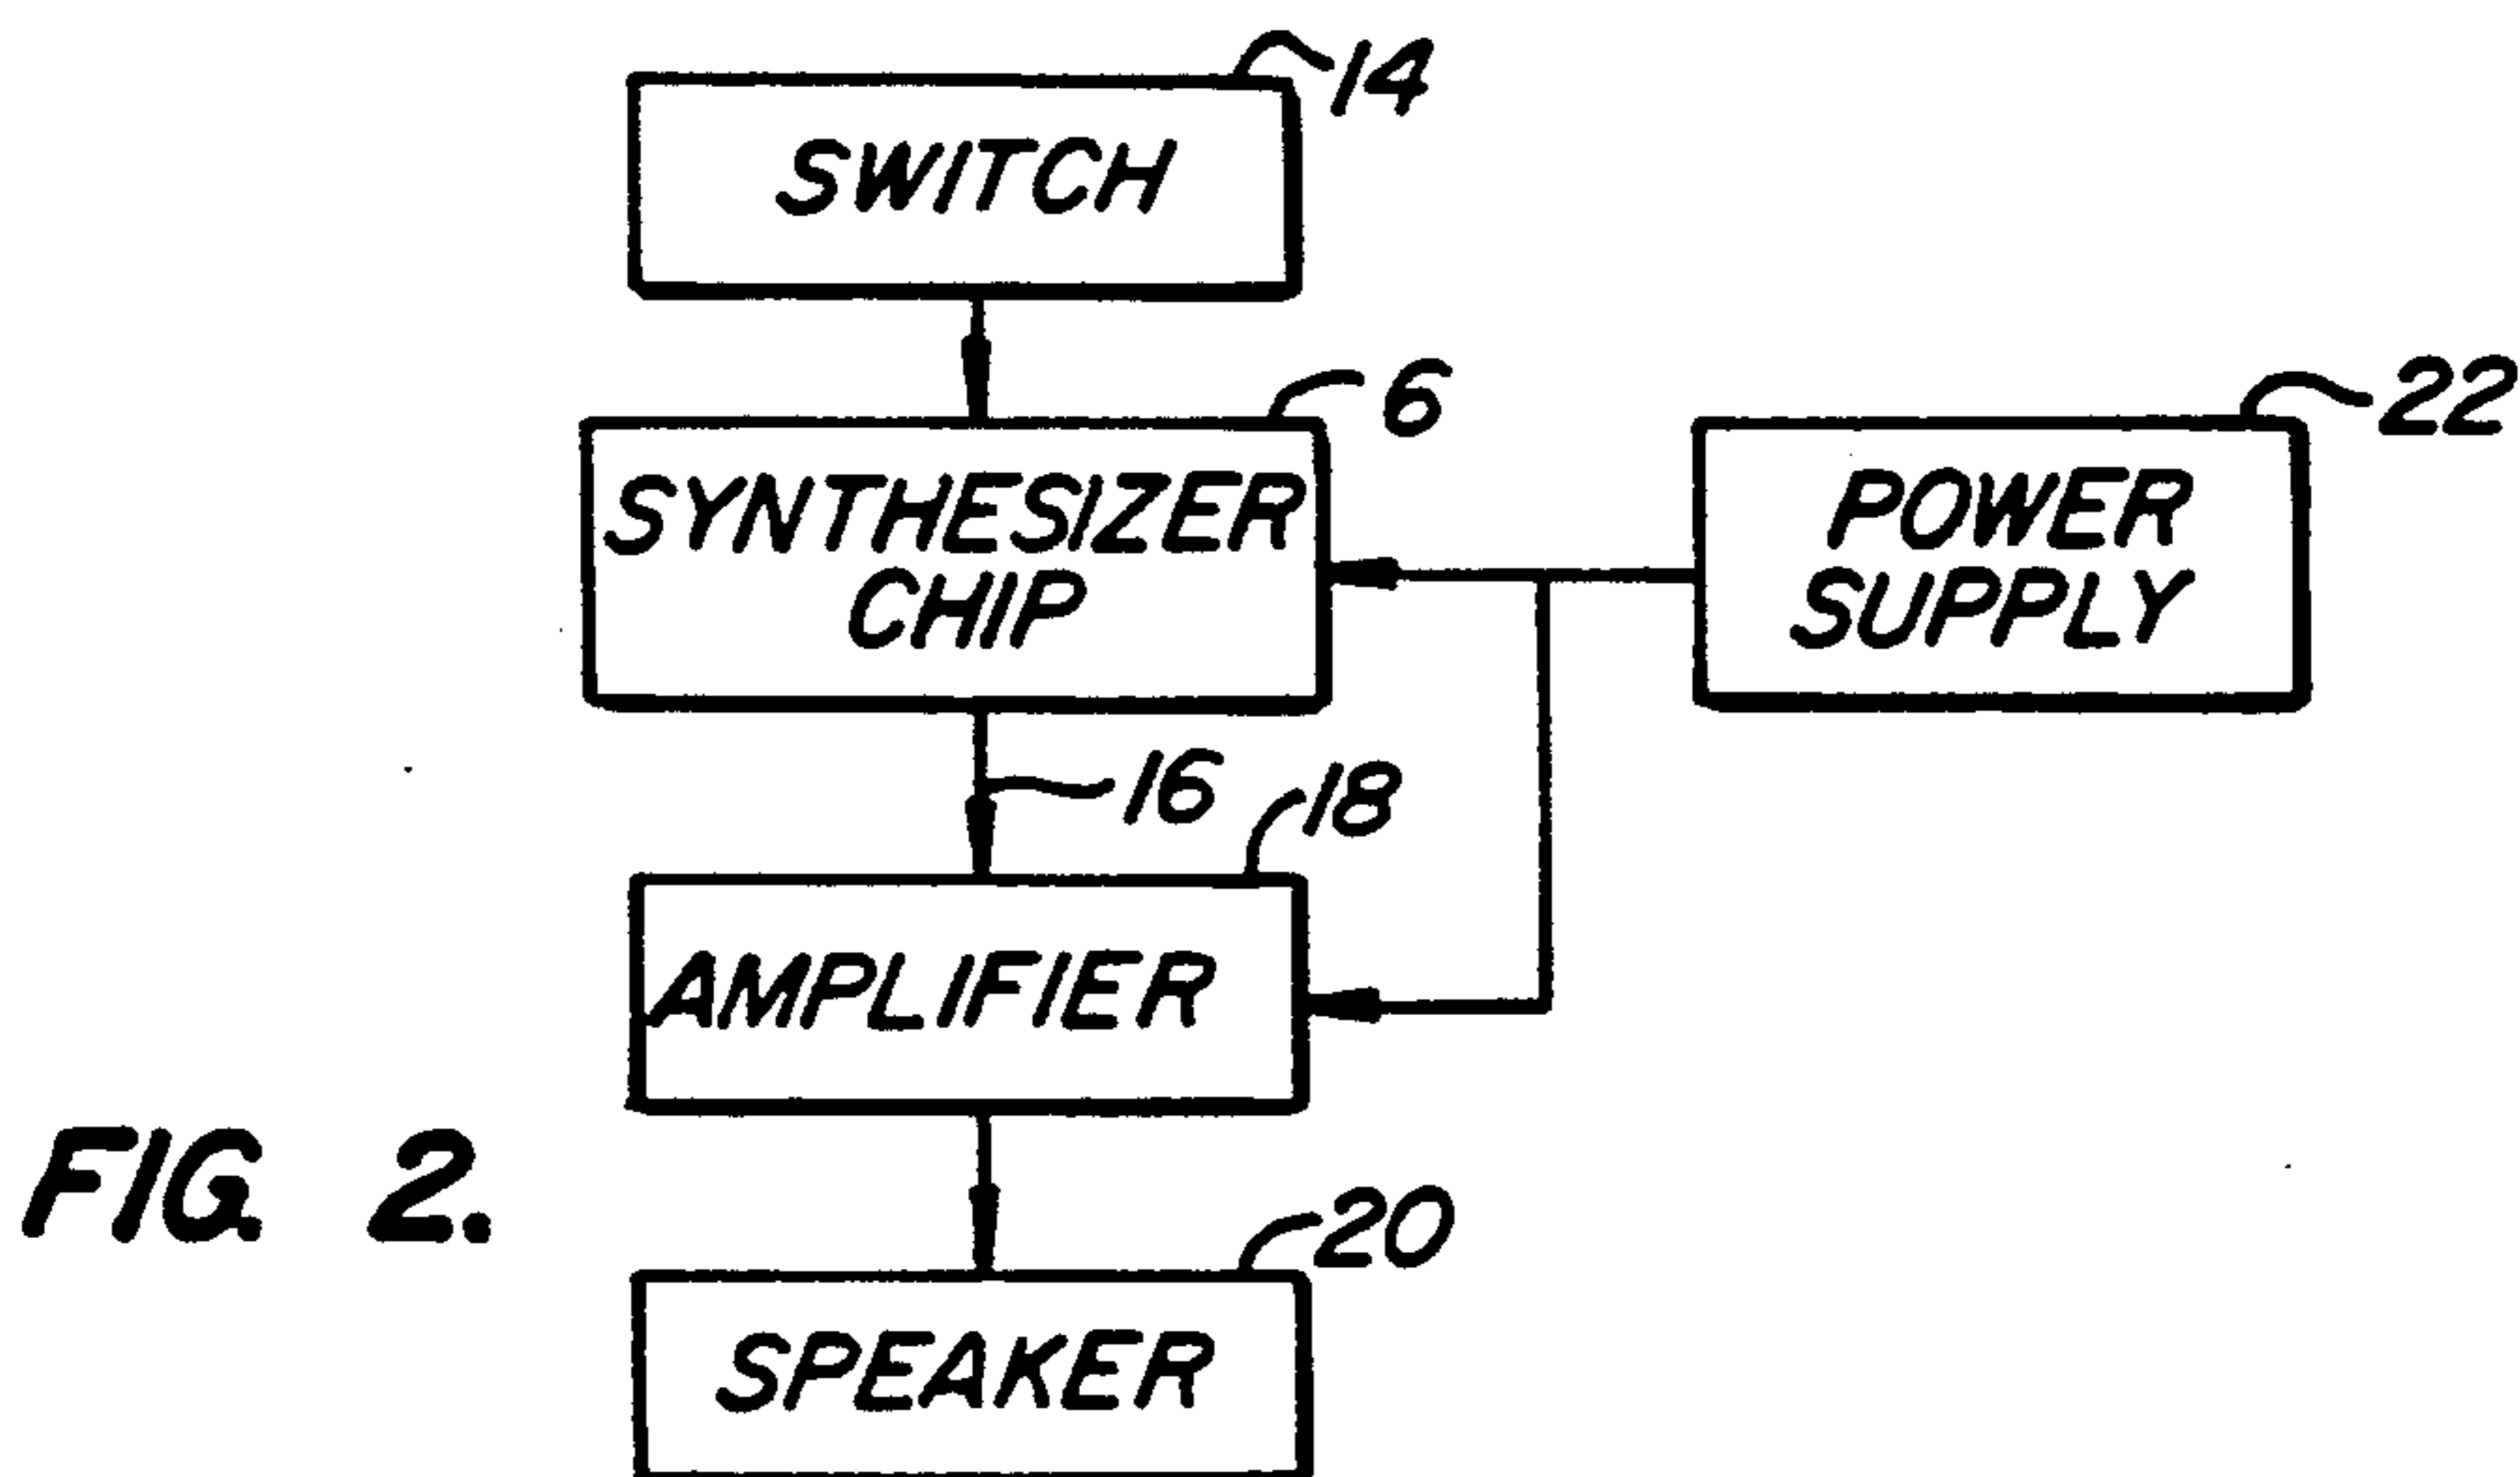 14
SWITCH
6
22
SYNTHESIZER
CHIP
POWER
SUPPLY
16
18
AMPLIFIER
FIG 2.
20
SPEAKER